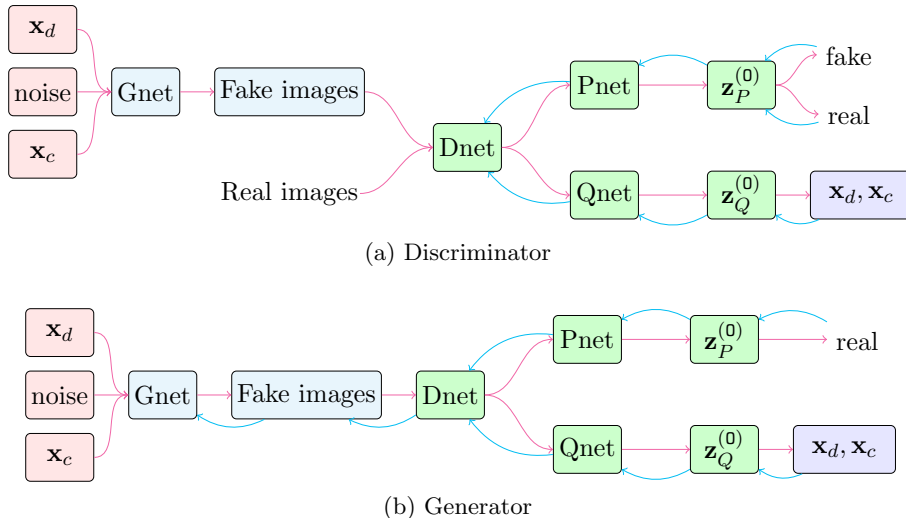 x_d
noise
x_c
Gnet
Fake images
Real images
Dnet
Pnet
z_P^(0)
fake
real
Qnet
z_Q^(0)
x_d, x_c
(a) Discriminator
x_d
noise
x_c
Gnet
Fake images
Dnet
Pnet
z_P^(0)
real
Qnet
z_Q^(0)
x_d, x_c
(b) Generator